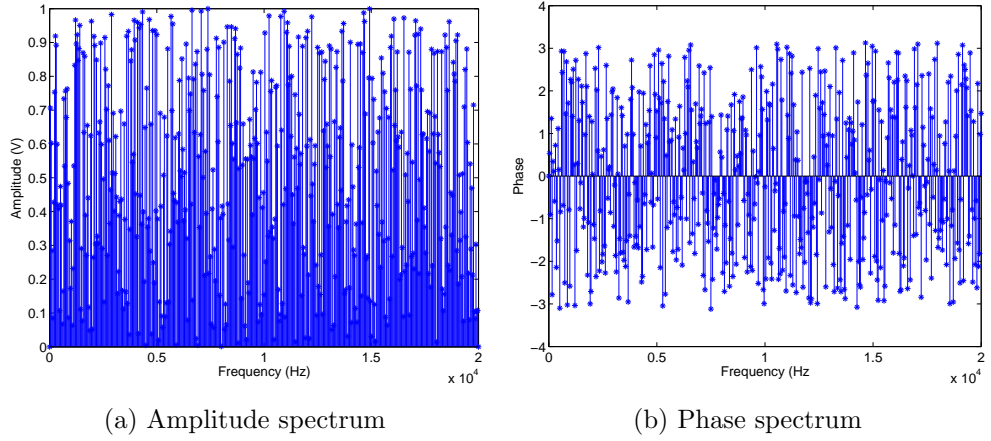 1
0.9
0.8
0.7
0.6
0.5
0.4
0.3
0.2
0.1
0
Amplitude (V)
0 0.5 1 1.5 2
Frequency (Hz)
x 10^4
(a) Amplitude spectrum
4
3
2
1
0
−1
−2
−3
−4
Phase
0 0.5 1 1.5 2
Frequency (Hz
x 10^4
(b) Phase spectrum